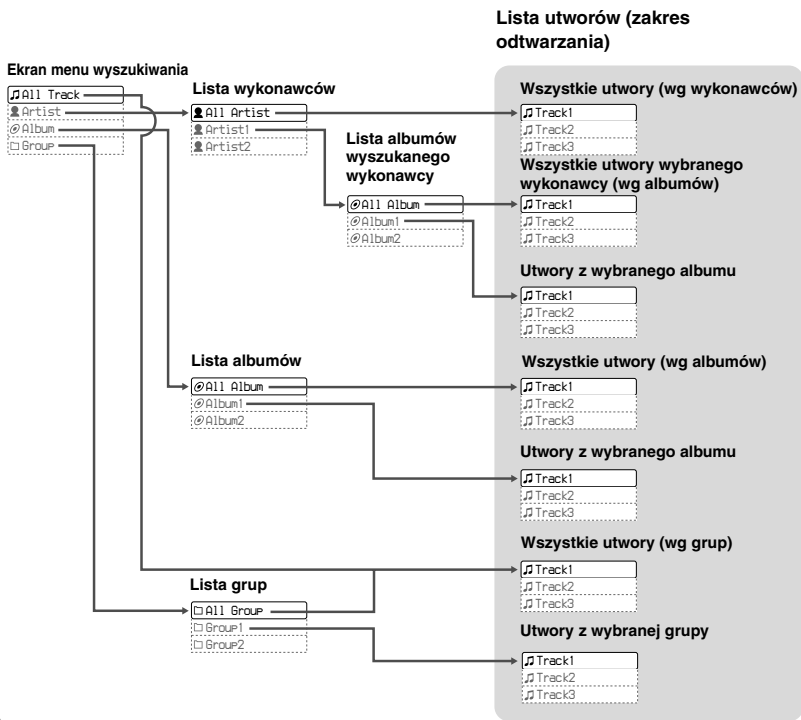 Lista utworów (zakres
odtwarzania)
Ekran menu wyszukiwania
All Track
Artist
Album
Group
Lista wykonawców
All Artist
Artist1
Artist2
Lista albumów
wyszukanego
wykonawcy
All Album
Album1
Album2
Wszystkie utwory (wg wykonawców)
Track1
Track2
Track3
Wszystkie utwory wybranego
wykonawcy (wg albumów)
Track1
Track2
Track3
Utwory z wybranego albumu
Track1
Track2
Track3
Lista albumów
All Album
Album1
Album2
Wszystkie utwory (wg albumów)
Track1
Track2
Track3
Utwory z wybranego albumu
Track1
Track2
Track3
Wszystkie utwory (wg grup)
Track1
Track2
Track3
Lista grup
All Group
Group1
Group2
Utwory z wybranej grupy
Track1
Track2
Track3